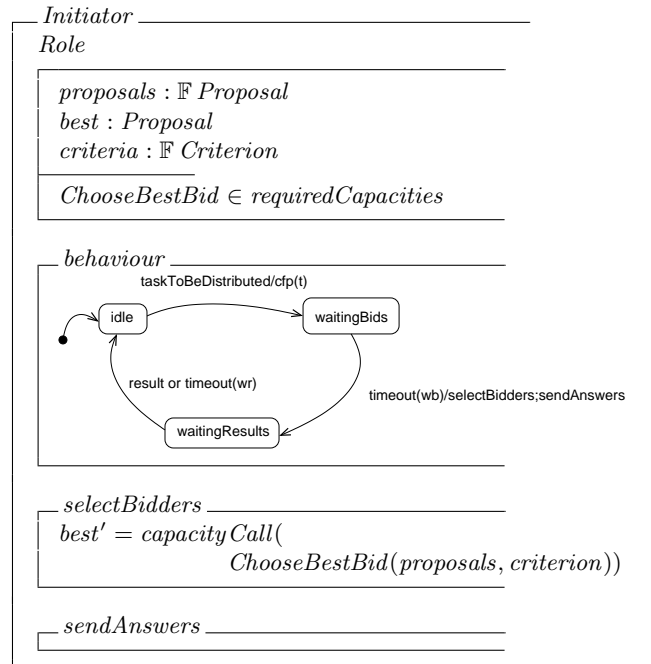 Initiator
Role
proposals : 𝔽 Proposal
best : Proposal
criteria : 𝔽 Criterion
ChooseBestBid ∈ requiredCapacities
behaviour
taskToBeDistributed/cfp(t)
idle
waitingBids
result or timeout(wr)
timeout(wb)/selectBidders;sendAnswers
waitingResults
selectBidders
best′ = capacityCall(
ChooseBestBid(proposals, criterion))
sendAnswers